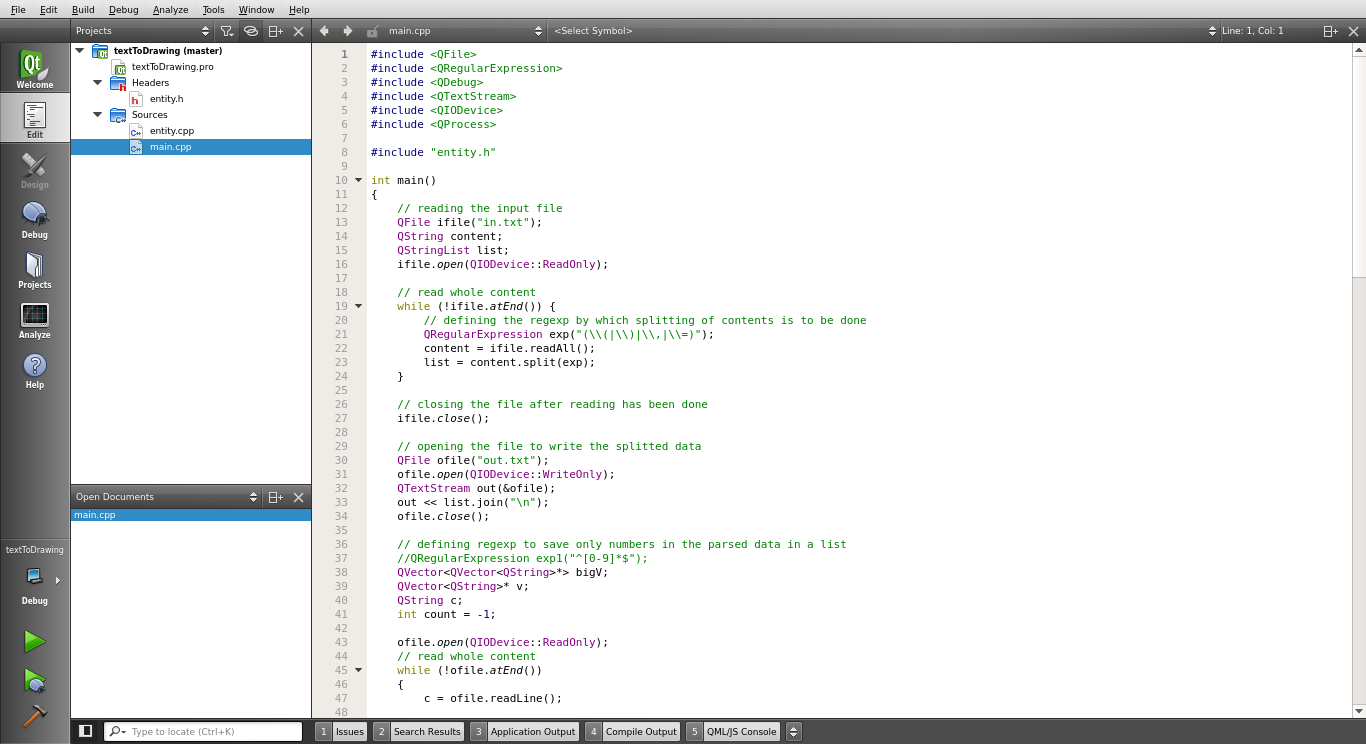 File Edit Build Debug Analyze Tools Window Help
Projects
main.cpp
<Select Symbol>
Line: 1, Col: 1
Welcome
Edit
Design
Debug
Projects
Analyze
Help
textToDrawing
Debug
textToDrawing (master)
textToDrawing.pro
Headers
entity.h
Sources
entity.cpp
main.cpp
Open Documents
main.cpp
1 #include <QFile>
2 #include <QRegularExpression>
3 #include <QDebug>
4 #include <QTextStream>
5 #include <QIODevice>
6 #include <QProcess>
7
8 #include "entity.h"
9
10 int main()
11 {
12     // reading the input file
13     QFile ifile("in.txt");
14     QString content;
15     QStringList list;
16     ifile.open(QIODevice::ReadOnly);
17
18     // read whole content
19     while (!ifile.atEnd()) {
20         // defining the regexp by which splitting of contents is to be done
21         QRegularExpression exp("(\\(|\\)|\\,|\\=)");
22         content = ifile.readAll();
23         list = content.split(exp);
24     }
25
26     // closing the file after reading has been done
27     ifile.close();
28
29     // opening the file to write the splitted data
30     QFile ofile("out.txt");
31     ofile.open(QIODevice::WriteOnly);
32     QTextStream out(&ofile);
33     out << list.join("\n");
34     ofile.close();
35
36     // defining regexp to save only numbers in the parsed data in a list
37     //QRegularExpression exp1("^[0-9]*$");
38     QVector<QVector<QString>*> bigV;
39     QVector<QString>* v;
40     QString c;
41     int count = -1;
42
43     ofile.open(QIODevice::ReadOnly);
44     // read whole content
45     while (!ofile.atEnd())
46     {
47         c = ofile.readLine();
48
Type to locate (Ctrl+K)
1 Issues
2 Search Results
3 Application Output
4 Compile Output
5 QML/JS Console